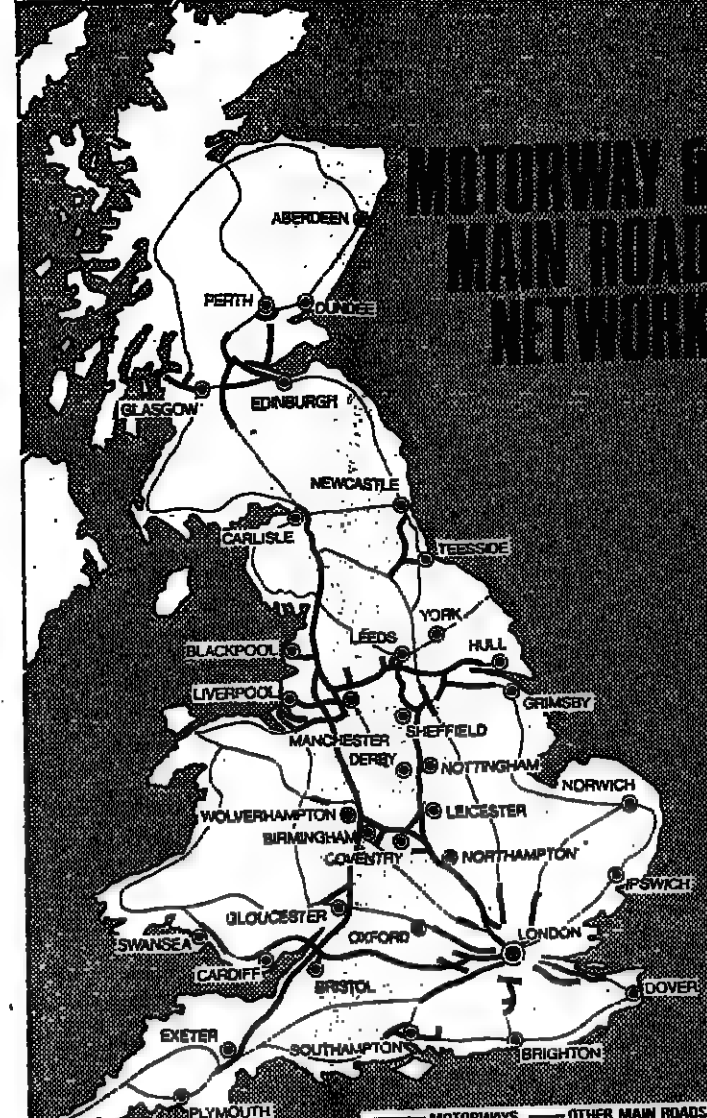 MOTORWAY &
MAIN ROAD
NETWORK
ABERDEEN
PERTH
DUNDEE
GLASGOW
EDINBURGH
NEWCASTLE
CARLISLE
TEESSIDE
YORK
BLACKPOOL
LEEDS
HULL
LIVERPOOL
GRIMSBY
MANCHESTER
SHEFFIELD
DERBY
NOTTINGHAM
NORWICH
WOLVERHAMPTON
LEICESTER
BIRMINGHAM
COVENTRY
NORTHAMPTON
IPSWICH
GLOUCESTER
OXFORD
LONDON
SWANSEA
CARDIFF
BRISTOL
DOVER
EXETER
SOUTHAMPTON
BRIGHTON
PLYMOUTH
MOTORWAYS OTHER MAIN ROADS